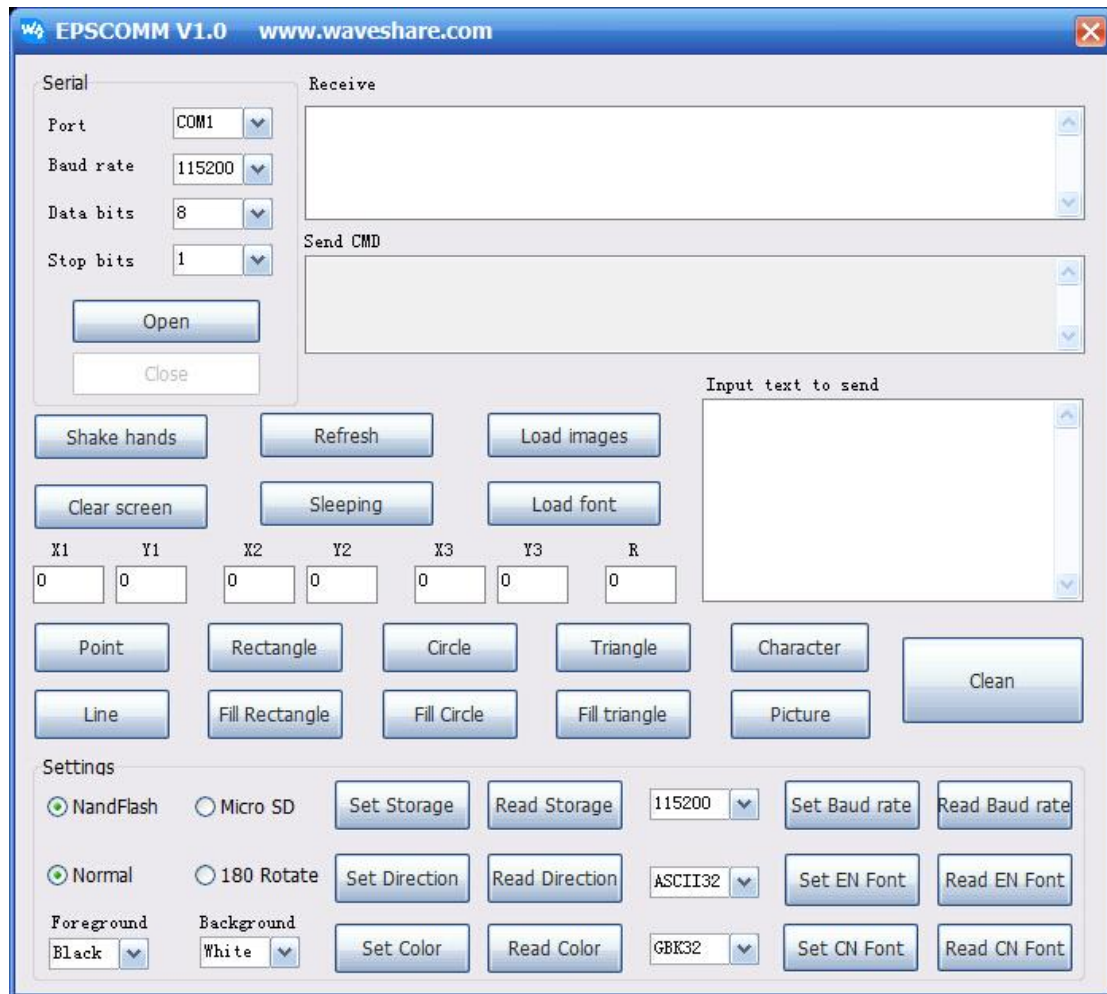 EPSCOMM V1.0 www.waveshare.com
Serial
Port COM1
Baud rate 115200
Data bits 8
Stop bits 1
Open
Close
Receive
Send CMD
Input text to send
Shake hands Refresh Load images
Clear screen Sleeping Load font
X1 Y1 X2 Y2 X3 Y3 R
0 0 0 0 0 0 0
Point Rectangle Circle Triangle Character
Clean
Line Fill Rectangle Fill Circle Fill triangle Picture
Settings
NandFlash Micro SD Set Storage Read Storage 115200 Set Baud rate Read Baud rate
Normal 180 Rotate Set Direction Read Direction ASCII32 Set EN Font Read EN Font
Foreground Background
Black White Set Color Read Color GBK32 Set CN Font Read CN Font